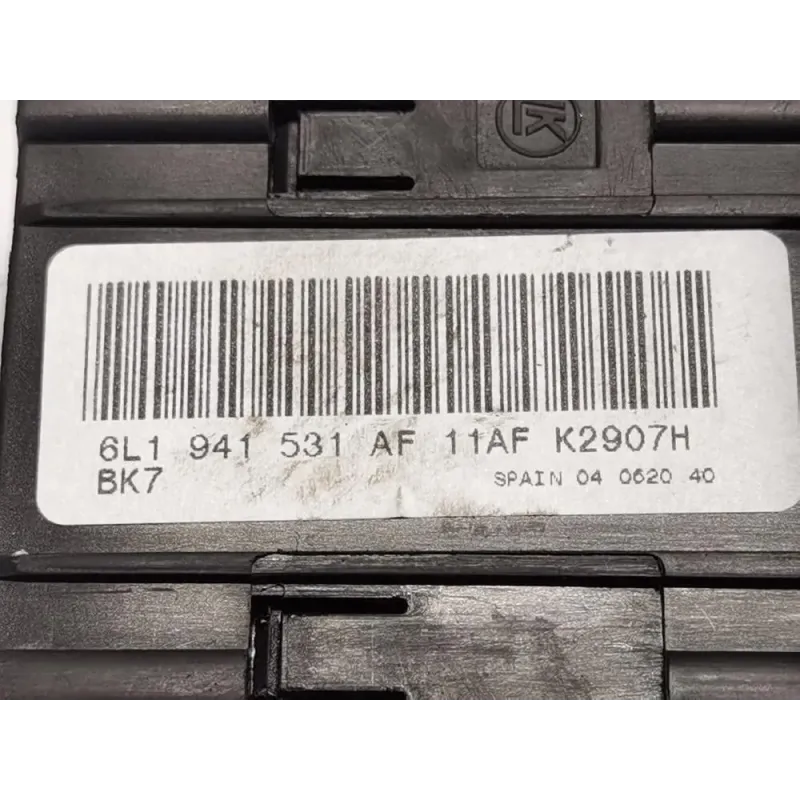 6L1 941 531 AF 11AF K2907H
BK7 SPAIN 04 0620 40